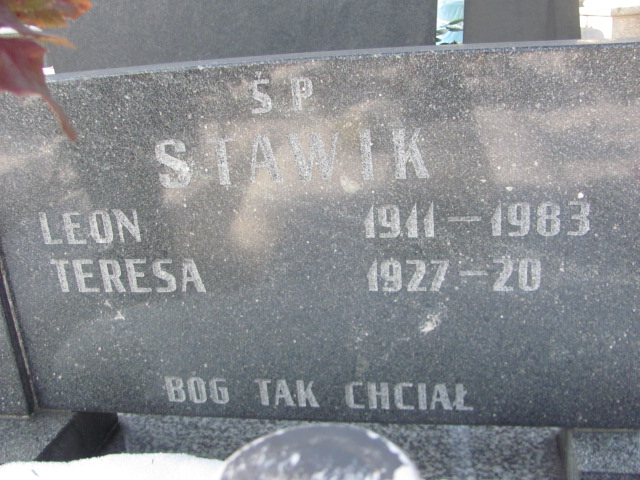 Ś P
STAWIK
LEON 1911-1983
TERESA 1927-20
BÓG TAK CHCIAŁ